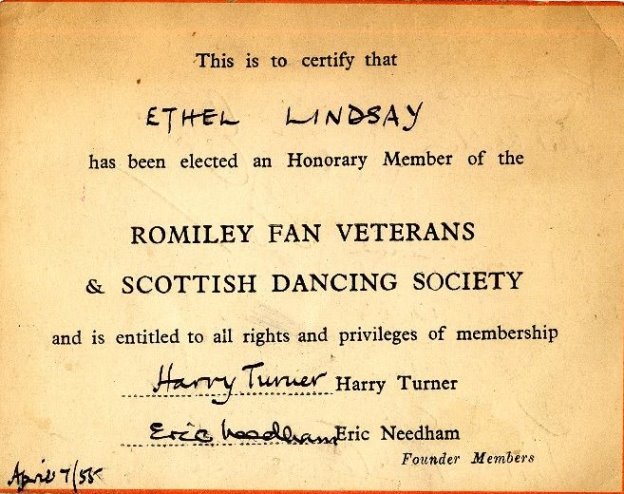 This is to certify that
ETHEL LINDSAY
has been elected an Honorary Member of the
ROMILEY FAN VETERANS
& SCOTTISH DANCING SOCIETY
and is entitled to all rights and privileges of membership
Harry Turner Harry Turner
Eric Needham Eric Needham
Founder Members
April 7/55